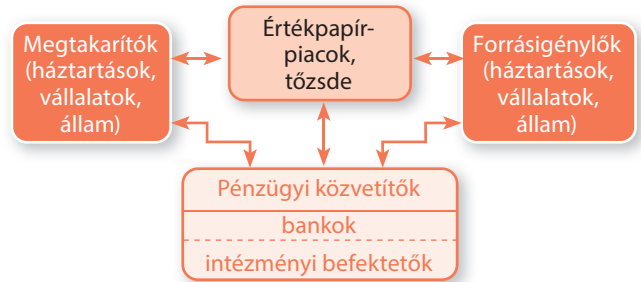 Megtakarítók
(háztartások,
vállalatok,
állam)
Értékpapír-
piacok,
tőzsde
Forrásigénylők
(háztartások,
vállalatok,
állam)
Pénzügyi közvetítők
bankok
intézményi befektetők